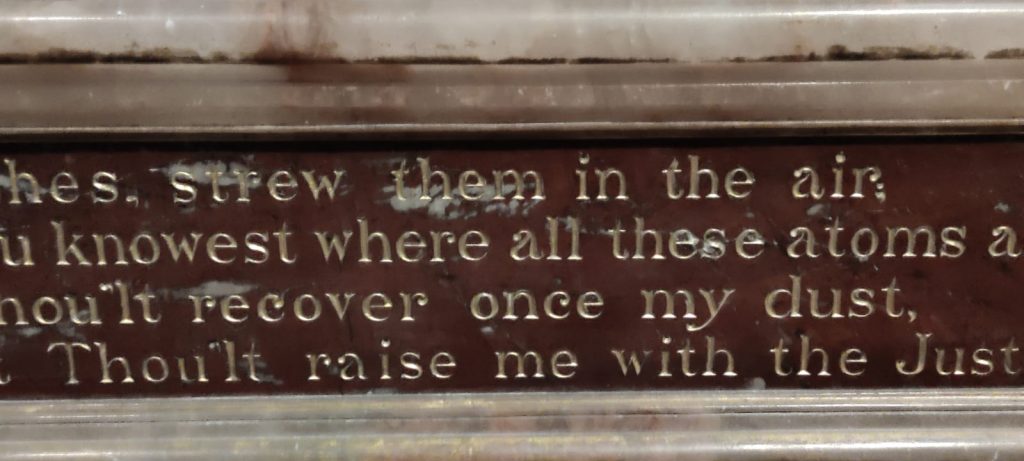 hes, strew them in the air;
u knowest where all these atoms a
hou'lt recover once my dust,
t Thou'lt raise me with the Just